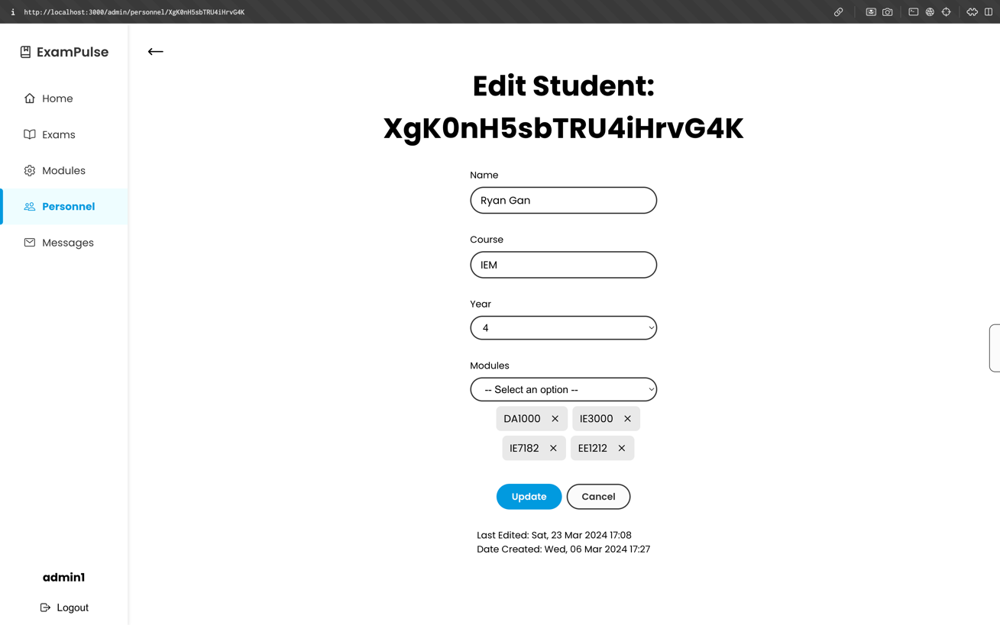 http://localhost:3000/admin/personnel/XgK0nH5sbTRU4iHrvG4K
ExamPulse
Home
Exams
Modules
Personnel
Messages
admin1
Logout
Edit Student:
XgK0nH5sbTRU4iHrvG4K
Name
Ryan Gan
Course
IEM
Year
4
Modules
-- Select an option --
DA1000 IE3000
IE7182 EE1212
Update Cancel
Last Edited: Sat, 23 Mar 2024 17:08
Date Created: Wed, 06 Mar 2024 17:27